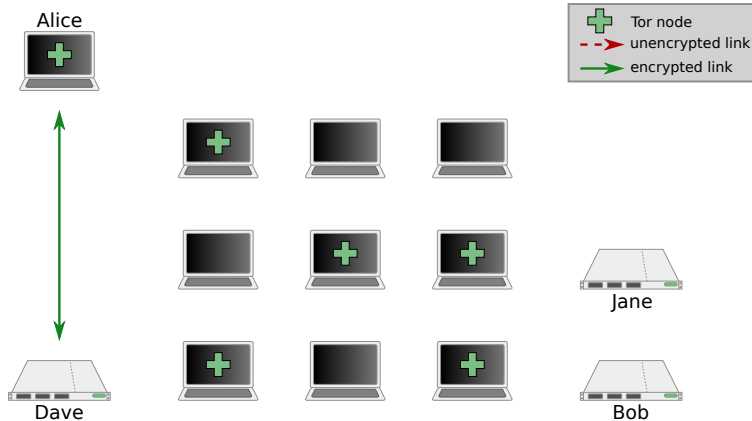 Alice
Tor node
unencrypted link
encrypted link
Jane
Dave
Bob